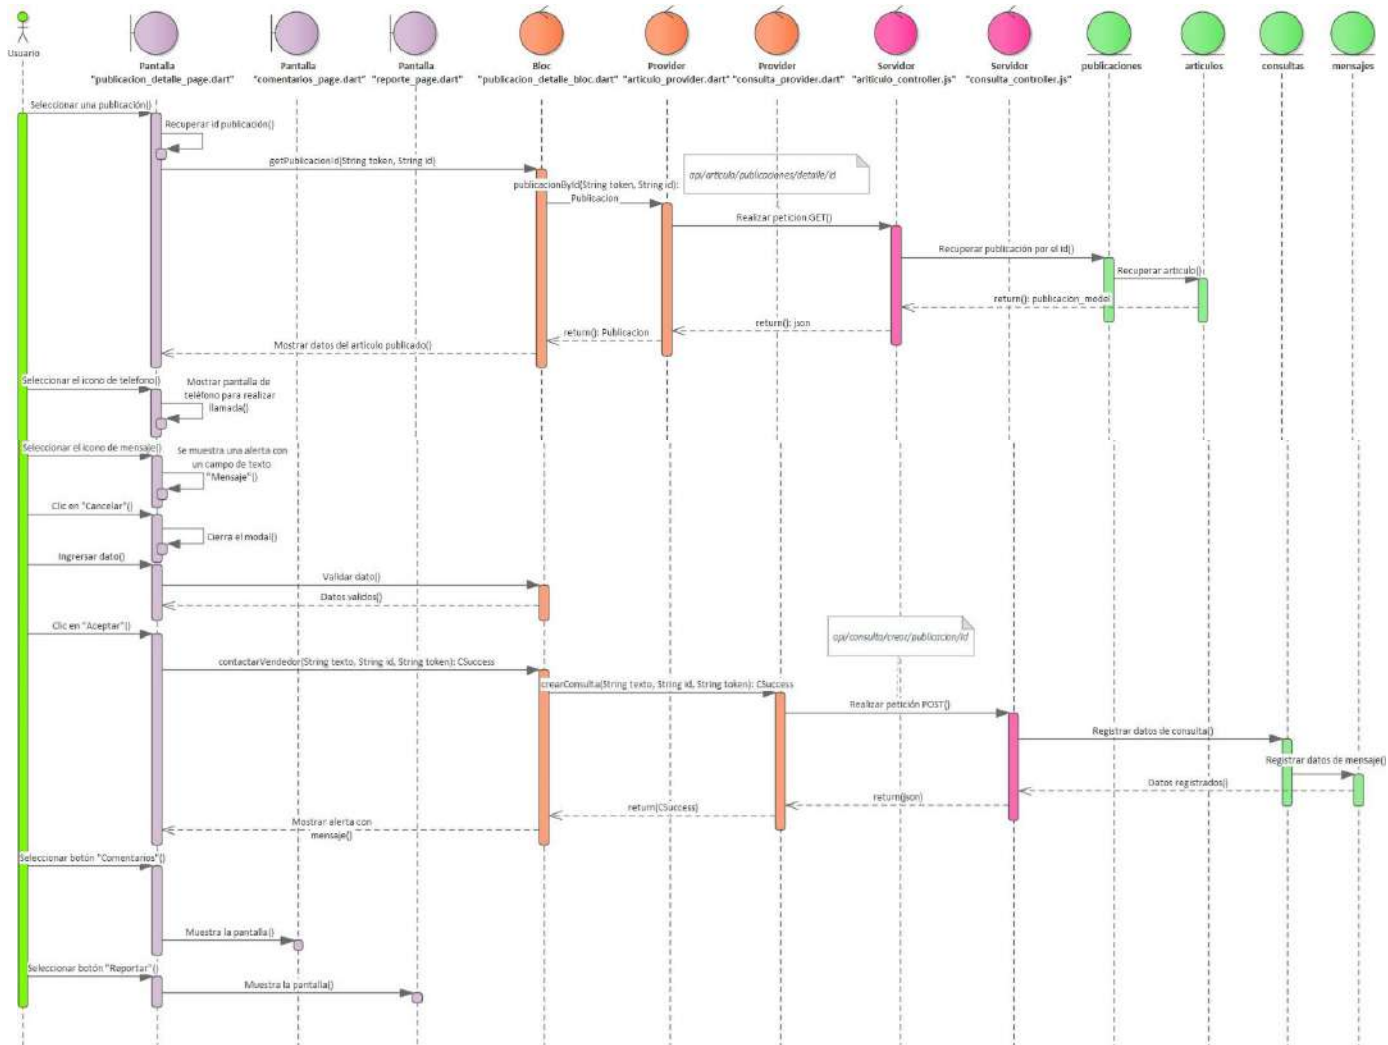 Usuario
Pantalla
"publicacion_detalle_page.dart"
Pantalla
"comentarios_page.dart"
Pantalla
"reporte_page.dart"
Bloc
"publicacion_detalle_bloc.dart"
Provider
"articulo_provider.dart"
Provider
"consulta_provider.dart"
Servidor
"ariticulo_controller.js"
Servidor
"consulta_controller.js"
publicaciones
articulos
consultas
mensajes
Seleccionar una publicación()
Recuperar id publicación()
getPublicacionId(String token, String id)
api/articulo/publicaciones/detalle/id
publicacionById(String token, String id):
Publicacion
Realizar peticion GET()
Recuperar publicación por el id()
Recuperar articulo()
return(): publicacion_model
return(): json
return(): Publicacion
Mostrar datos del articulo publicado()
Seleccionar el icono de telefono()
Mostrar pantalla de
teléfono para realizar
llamada()
Seleccionar el icono de mensaje()
Se muestra una alerta con
un campo de texto
"Mensaje"()
Clic en "Cancelar"()
Cierra el modal()
Ingrersar dato()
Validar dato()
Datos validos()
Clic en "Aceptar"()
api/consulta/crear/publicacion/id
contactarVendedor(String texto, String id, String token): CSuccess
crearConsulta(String texto, String id, String token): CSuccess
Realizar petición POST()
Registrar datos de consulta()
Registrar datos de mensaje()
Datos registrados()
return(json)
return(CSuccess)
Mostrar alerta con
mensaje()
Seleccionar botón "Comentarios"()
Muestra la pantalla()
Seleccionar botón "Reportar"()
Muestra la pantalla()